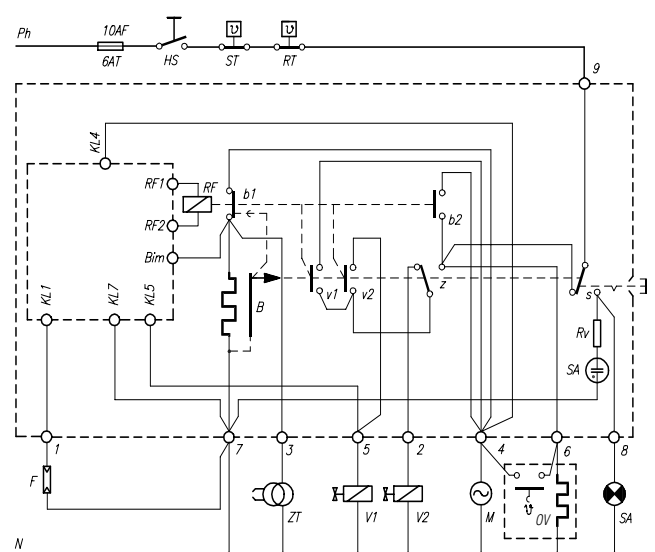 Ph
10AF
6AT
HS
ϑ
ST
ϑ
RT
9
KL4
RF1
RF
b1
RF2
b2
Bim
KL1
KL7
KL5
B
v1
v2
z
s
Rv
SA
1
7
3
5
2
4
6
8
F
ZT
V1
V2
M
ϑ
OV
SA
N